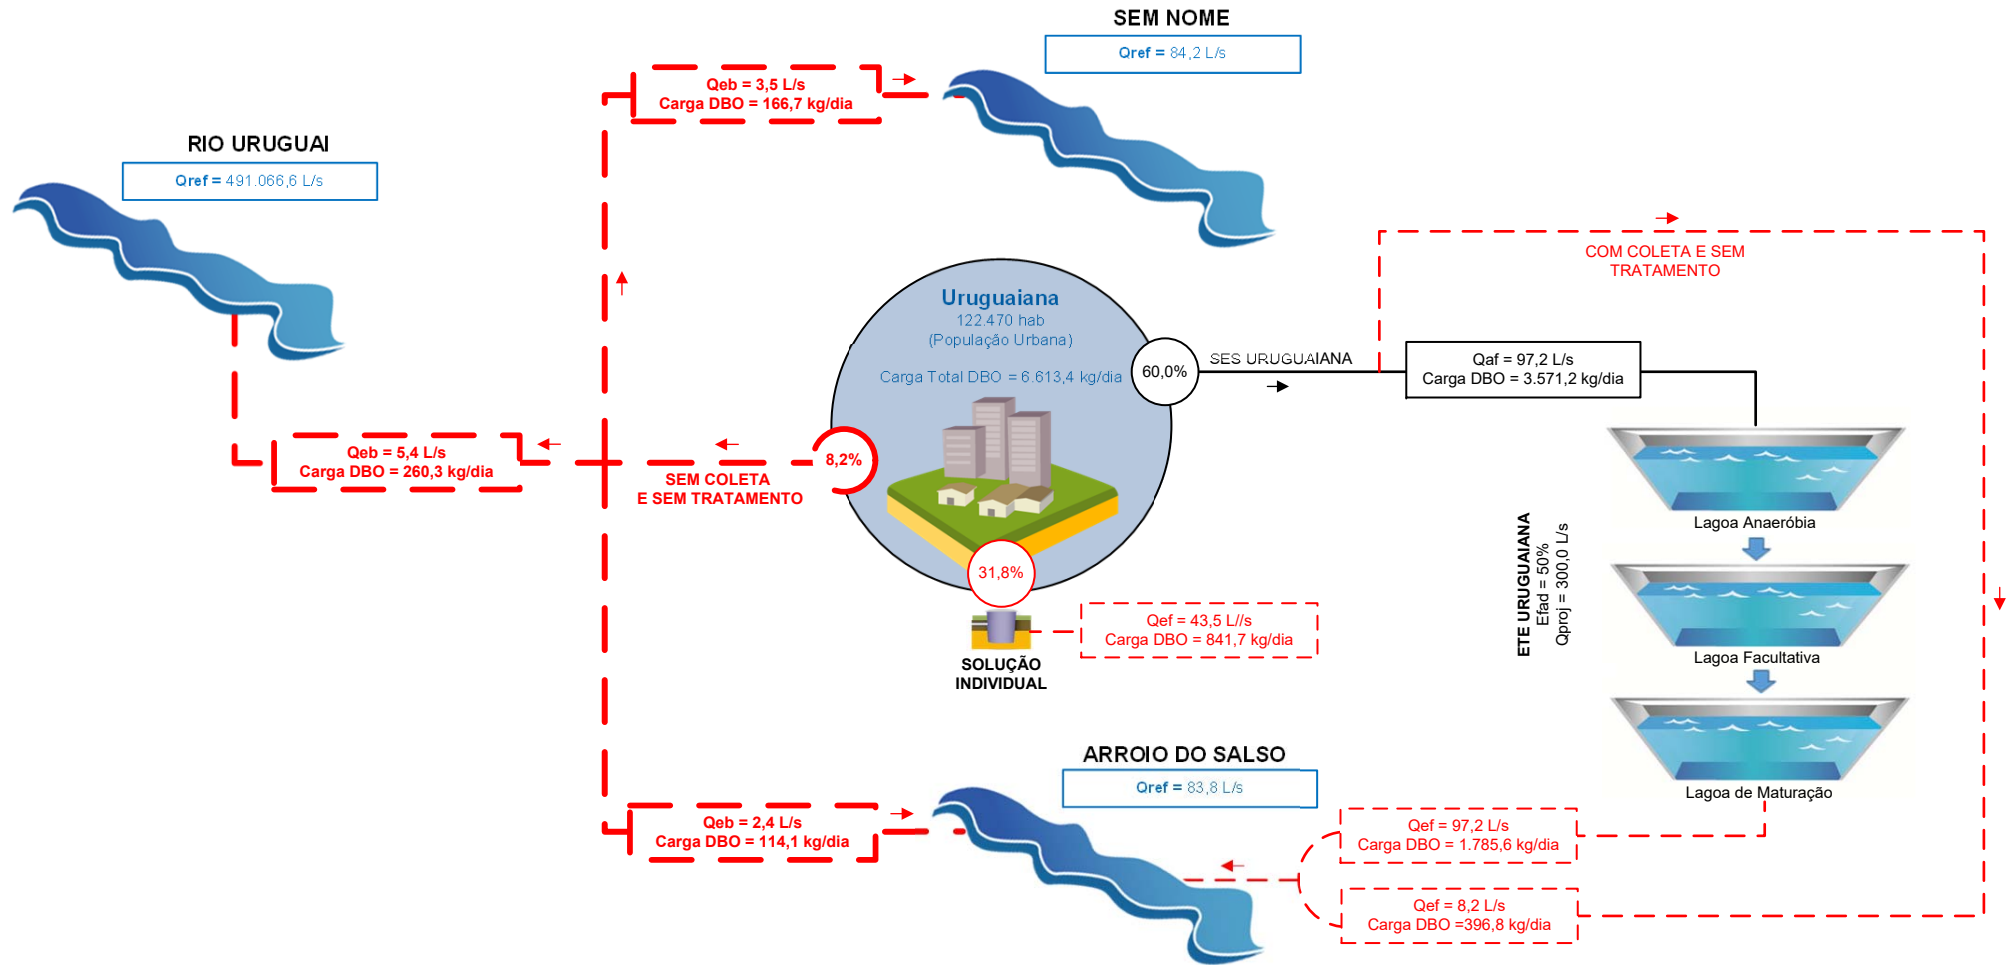 SEM NOME
Qref = 84,2 L/s
Qeb = 3,5 L/s
Carga DBO = 166,7 kg/dia
RIO URUGUAI
Qref = 491.066,6 L/s
COM COLETA E SEM
TRATAMENTO
Uruguaiana
122.470 hab
(População Urbana)
Carga Total DBO = 6.613,4 kg/dia
60,0%
SES URUGUAIANA
Qaf = 97,2 L/s
Carga DBO = 3.571,2 kg/dia
Qeb = 5,4 L/s
Carga DBO = 260,3 kg/dia
SEM COLETA
E SEM TRATAMENTO
8,2%
31,8%
SOLUÇÃO
INDIVIDUAL
Qef = 43,5 L//s
Carga DBO = 841,7 kg/dia
ETE URUGUAIANA
Efad = 50%
Qproj = 300,0 L/s
Lagoa Anaeróbia
Lagoa Facultativa
Lagoa de Maturação
ARROIO DO SALSO
Qref = 83,8 L/s
Qeb = 2,4 L/s
Carga DBO = 114,1 kg/dia
Qef = 97,2 L/s
Carga DBO = 1.785,6 kg/dia
Qef = 8,2 L/s
Carga DBO =396,8 kg/dia